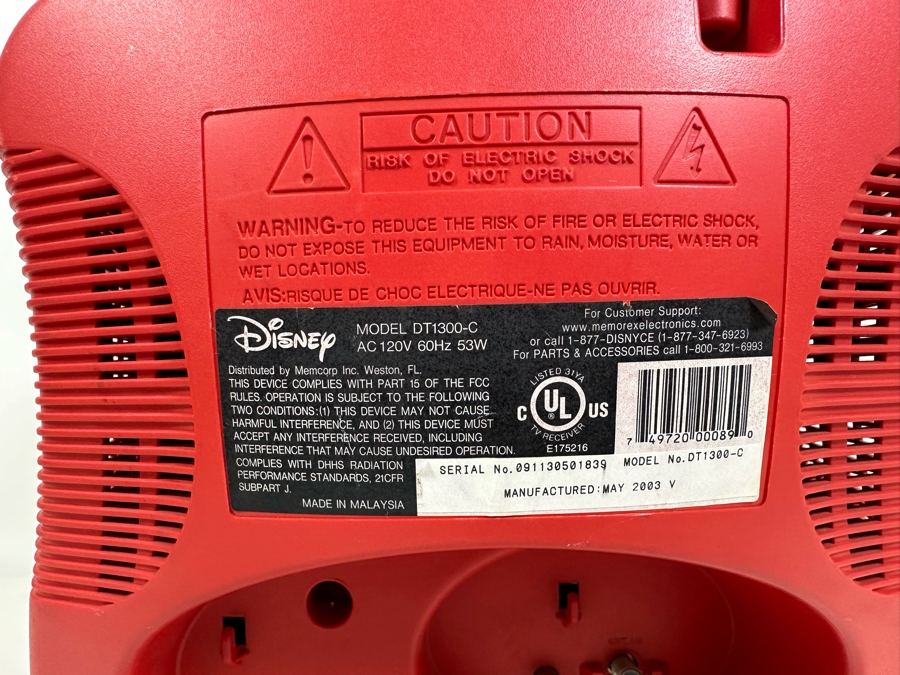 CAUTION
RISK OF ELECTRIC SHOCK
DO NOT OPEN
WARNING-TO REDUCE THE RISK OF FIRE OR ELECTRIC SHOCK,
DO NOT EXPOSE THIS EQUIPMENT TO RAIN, MOISTURE, WATER OR
WET LOCATIONS.
AVIS:RISQUE DE CHOC ELECTRIQUE-NE PAS OUVRIR.
Disney
MODEL DT1300-C
AC 120V 60Hz 53W
For Customer Support:
www.memorexelectronics.com
or call 1-877-DISNYCE (1-877-347-6923)
For PARTS & ACCESSORIES call 1-800-321-6993
Distributed by Memcorp Inc. Weston, FL.
THIS DEVICE COMPLIES WITH PART 15 OF THE FCC
RULES. OPERATION IS SUBJECT TO THE FOLLOWING
TWO CONDITIONS:(1) THIS DEVICE MAY NOT CAUSE
HARMFUL INTERFERENCE, AND (2) THIS DEVICE MUST
ACCEPT ANY INTERFERENCE RECEIVED, INCLUDING
INTERFERENCE THAT MAY CAUSE UNDESIRED OPERATION.
COMPLIES WITH DHHS RADIATION
PERFORMANCE STANDARDS, 21CFR
SUBPART J.
MADE IN MALAYSIA
LISTED 31YA
C UL ® US
TV RECEIVER
E175216
7 49720 00089 0
SERIAL No.091130501839 MODEL No.DT1300-C
MANUFACTURED:MAY 2003 V